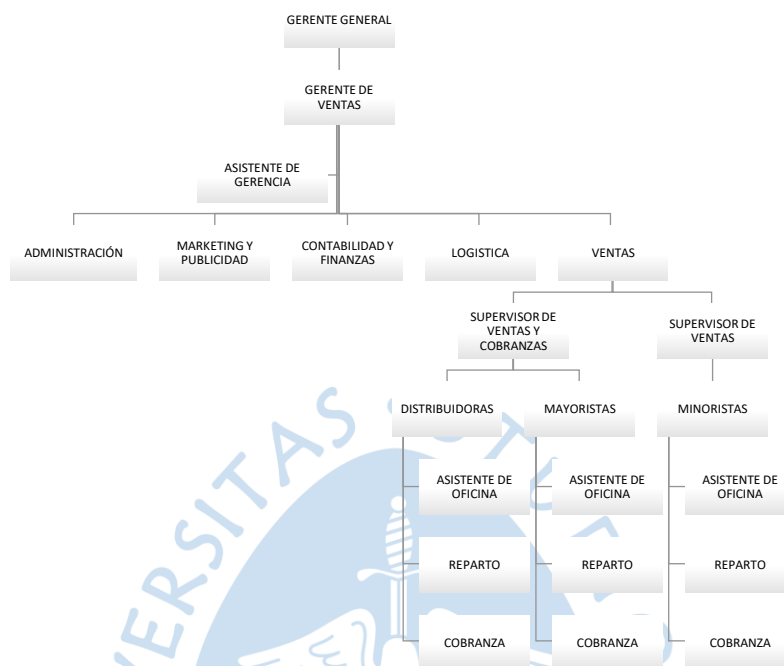 GERENTE GENERAL
GERENTE DE
VENTAS
ASISTENTE DE
GERENCIA
ADMINISTRACIÓN
MARKETING Y
PUBLICIDAD
CONTABILIDAD Y
FINANZAS
LOGISTICA
VENTAS
SUPERVISOR DE
VENTAS Y
COBRANZAS
SUPERVISOR DE
VENTAS
DISTRIBUIDORAS
MAYORISTAS
MINORISTAS
ASISTENTE DE
OFICINA
ASISTENTE DE
OFICINA
ASISTENTE DE
OFICINA
REPARTO
REPARTO
REPARTO
COBRANZA
COBRANZA
COBRANZA